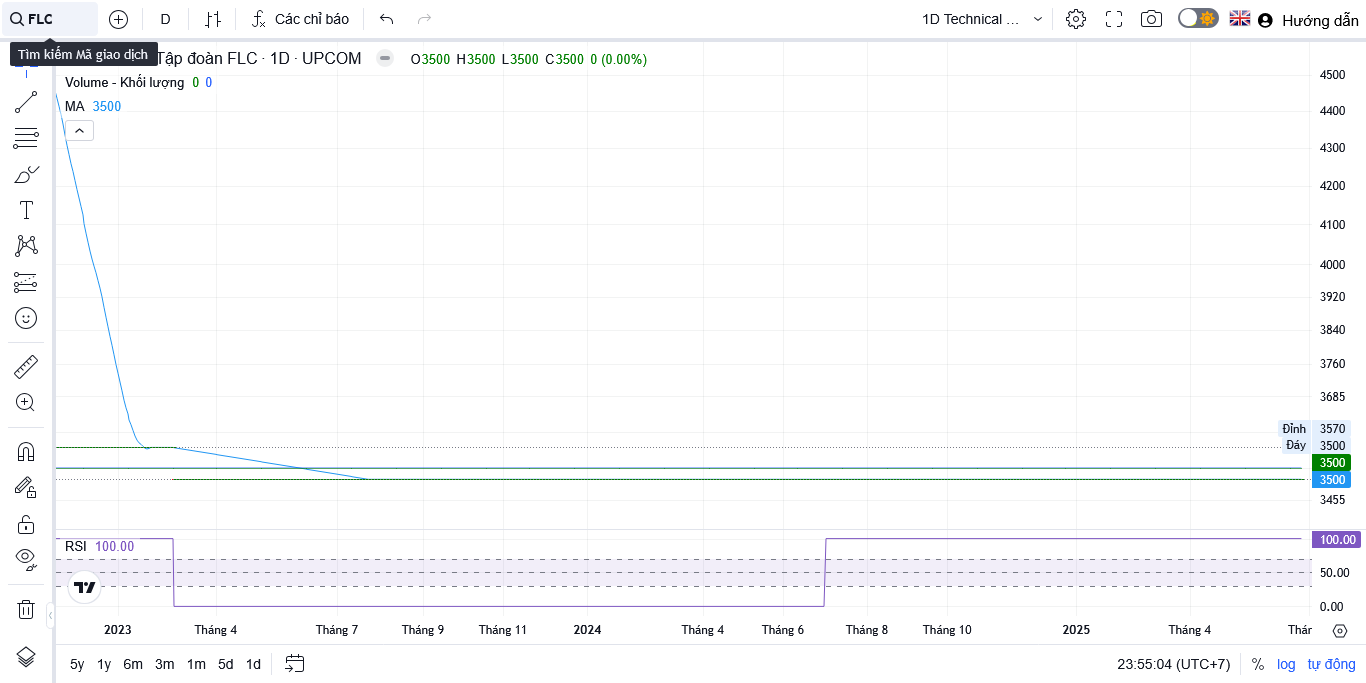 FLC
D
Các chỉ báo
1D Technical ...
Hướng dẫn
Tìm kiếm Mã giao dịch
Tập đoàn FLC · 1D · UPCOM
O3500 H3500 L3500 C3500 0 (0.00%)
Volume - Khối lượng 0 0
MA 3500
4500
4400
4300
4200
4100
4000
3920
3840
3760
3685
Đỉnh 3570
Đáy 3500
3500
3500
3455
RSI 100.00
100.00
50.00
0.00
2023 Tháng 4 Tháng 7 Tháng 9 Tháng 11 2024 Tháng 4 Tháng 6 Tháng 8 Tháng 10 2025 Tháng 4 Thár
5y 1y 6m 3m 1m 5d 1d
23:55:04 (UTC+7) % log tự động